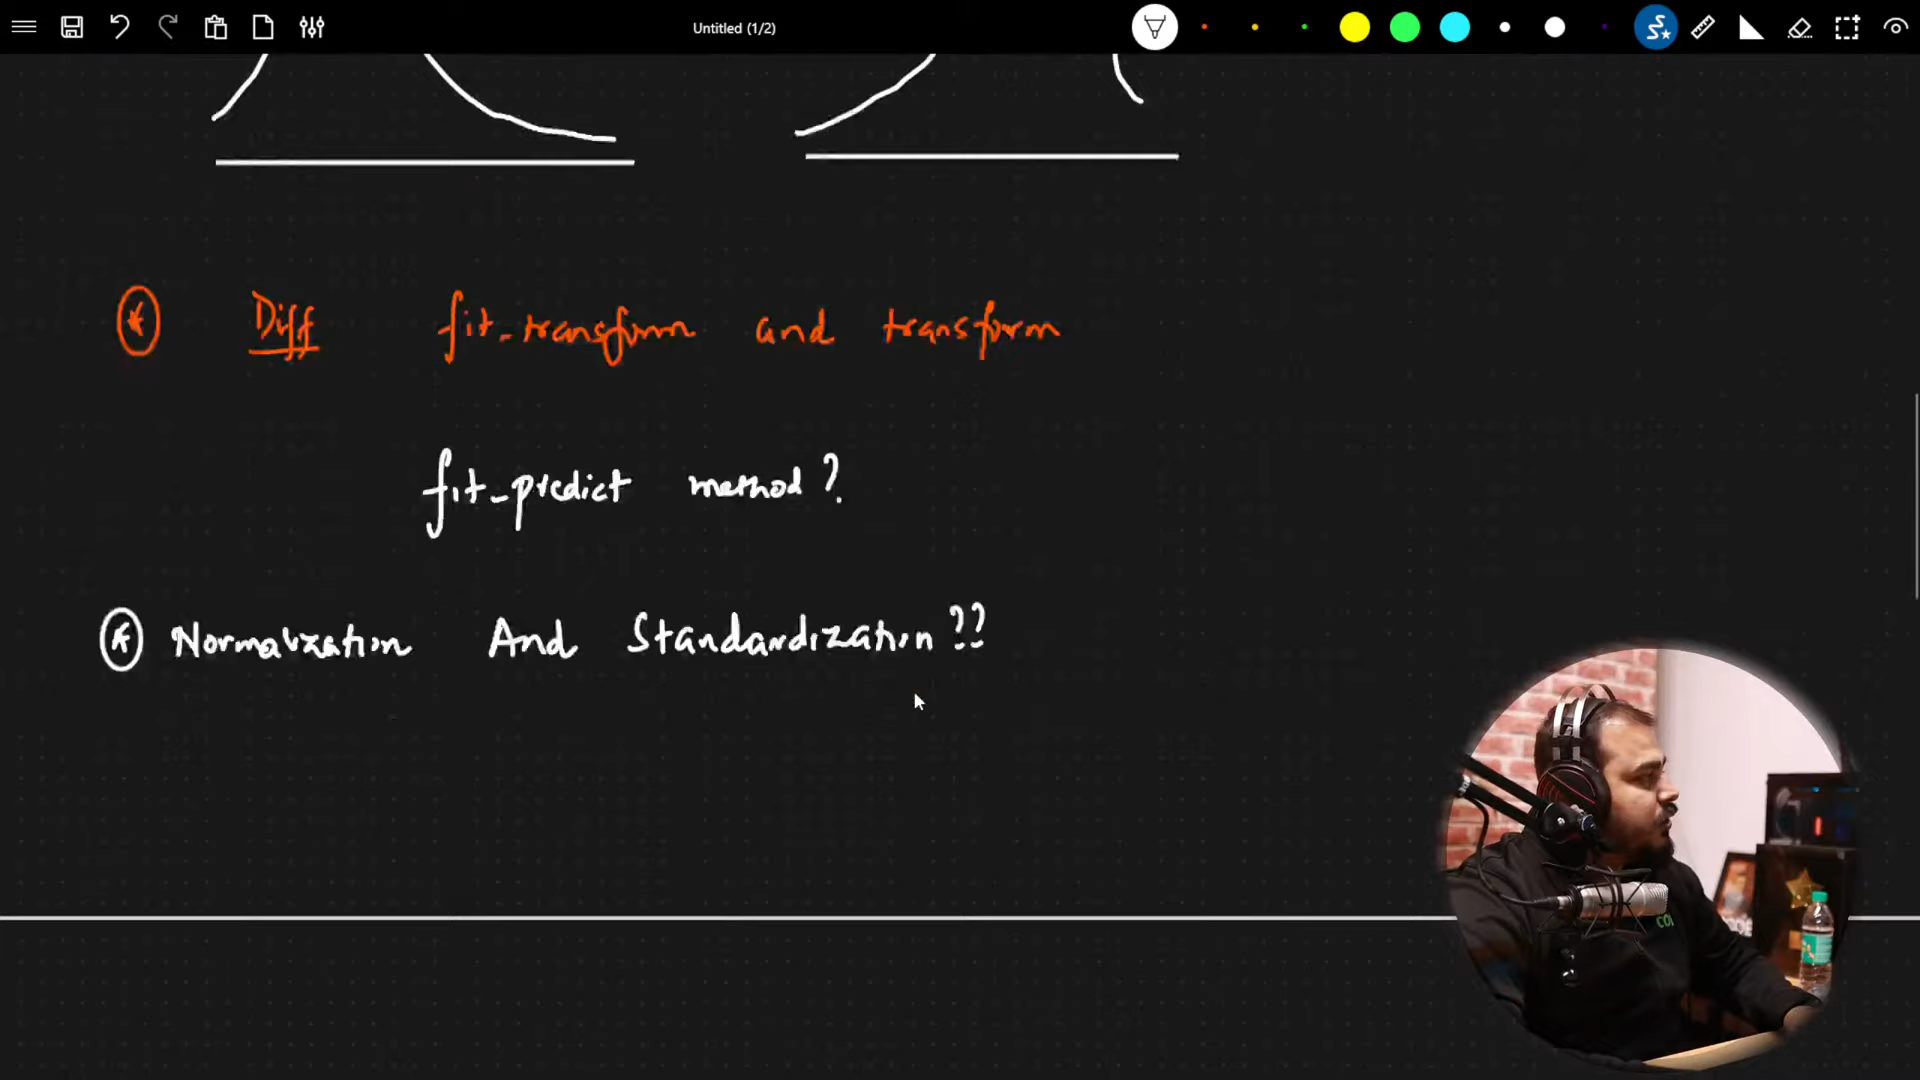 Untitled (1/2)
Diff fit-transform and transform
fit-predict method?
Normalization And Standardization??